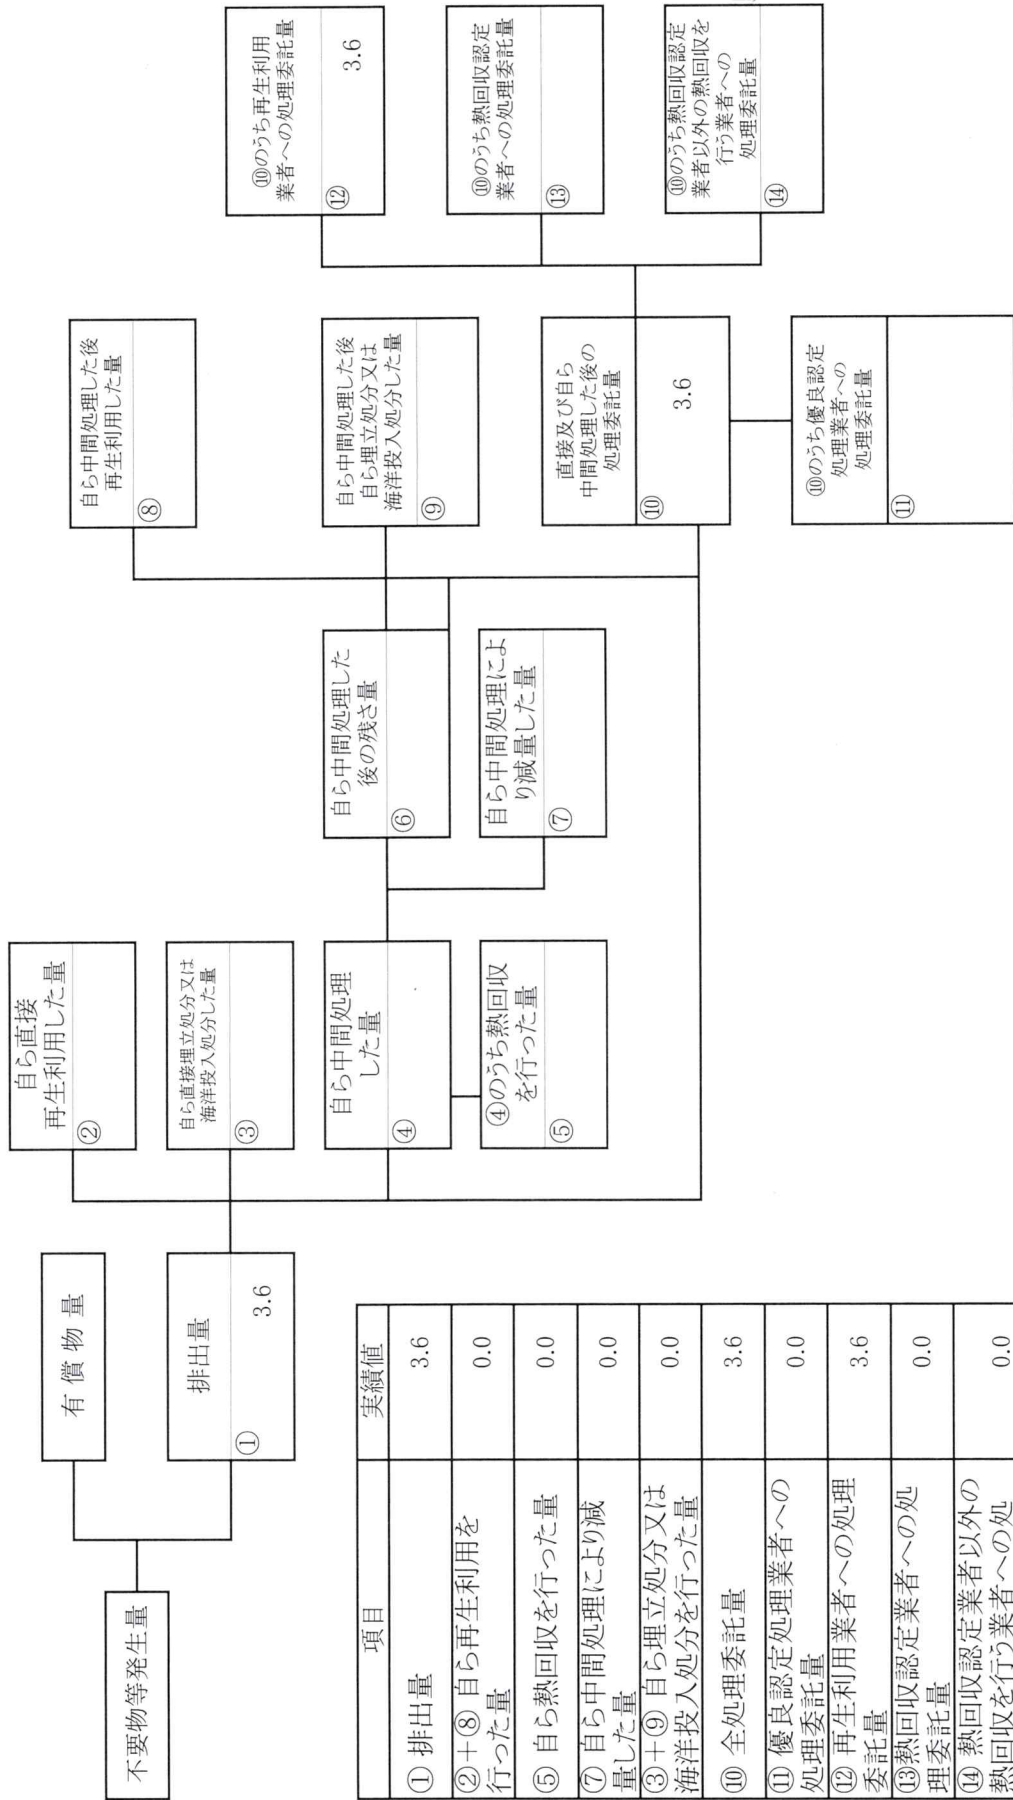 不要物等発生量
有 償 物 量
排出量
①
3.6
自ら直接
再生利用した量
②
自ら直接埋立処分又は
海洋投入処分した量
③
自ら中間処理
した量
④
④のうち熱回収
を行った量
⑤
自ら中間処理した
後の残さ量
⑥
自ら中間処理によ
り減量した量
⑦
自ら中間処理した後
再生利用した量
⑧
自ら中間処理した後
自ら埋立処分又は
海洋投入処分した量
⑨
直接及び自ら
中間処理した後の
処理委託量
⑩
3.6
⑩のうち優良認定
処理業者への
処理委託量
⑪
⑩のうち再生利用
業者への処理委託量
⑫
3.6
⑩のうち熱回収認定
業者への処理委託量
⑬
⑩のうち熱回収認定
業者以外の熱回収を
行う業者への
処理委託量
⑭
項目 実績値
① 排出量 3.6
②＋⑧ 自ら再生利用を
行った量 0.0
⑤ 自ら熱回収を行った量 0.0
⑦ 自ら中間処理により減
量した量 0.0
③＋⑨ 自ら埋立処分又は
海洋投入処分を行った量 0.0
⑩ 全処理委託量 3.6
⑪ 優良認定処理業者への
処理委託量 0.0
⑫ 再生利用業者への処理
委託量 3.6
⑬熱回収認定業者への処
理委託量 0.0
⑭ 熱回収認定業者以外の
熱回収を行う業者への処 0.0